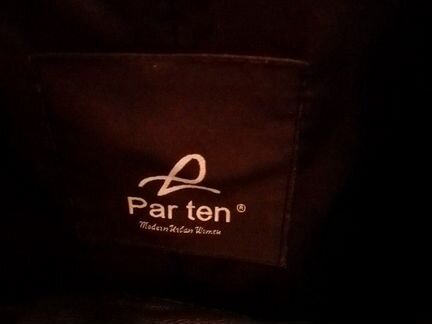 Par ten®
Modern Urban Women